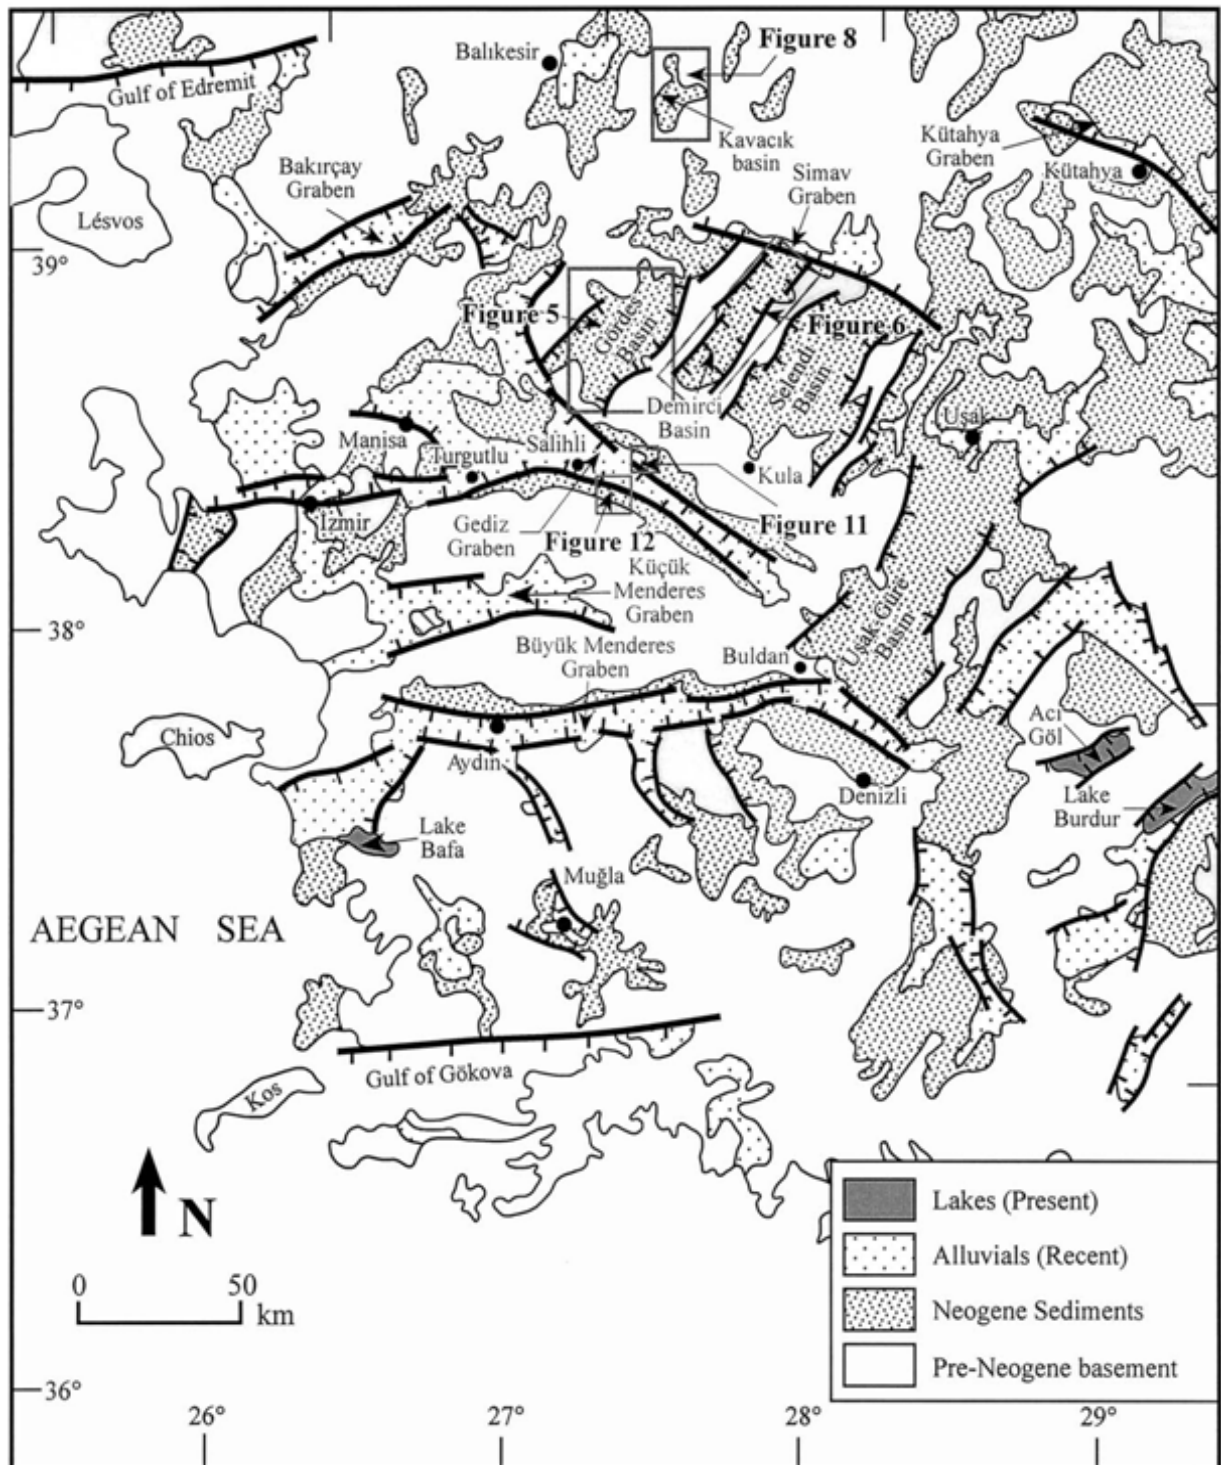 Balıkesir
Figure 8
Gulf of Edremit
Kavacık
basin
Kütahya
Graben
Kütahya
Bakırçay
Graben
Simav
Graben
Lésvos
39°
Figure 5
Gördes
Basin
Figure 6
Selendi
Basin
Demirci
Basin
Uşak
Manisa
Turgutlu
Salihli
Kula
İzmir
Gediz
Graben
Figure 12
Figure 11
Küçük
Menderes
Graben
38°
Uşak-Güre
Basin
Büyük Menderes
Graben
Buldan
Chios
Acı
Göl
Aydın
Denizli
Lake
Burdur
Lake
Bafa
Muğla
AEGEAN SEA
37°
Gulf of Gökova
Kos
N
0 50
km
Lakes (Present)
Alluvials (Recent)
Neogene Sediments
Pre-Neogene basement
36°
26° 27° 28° 29°